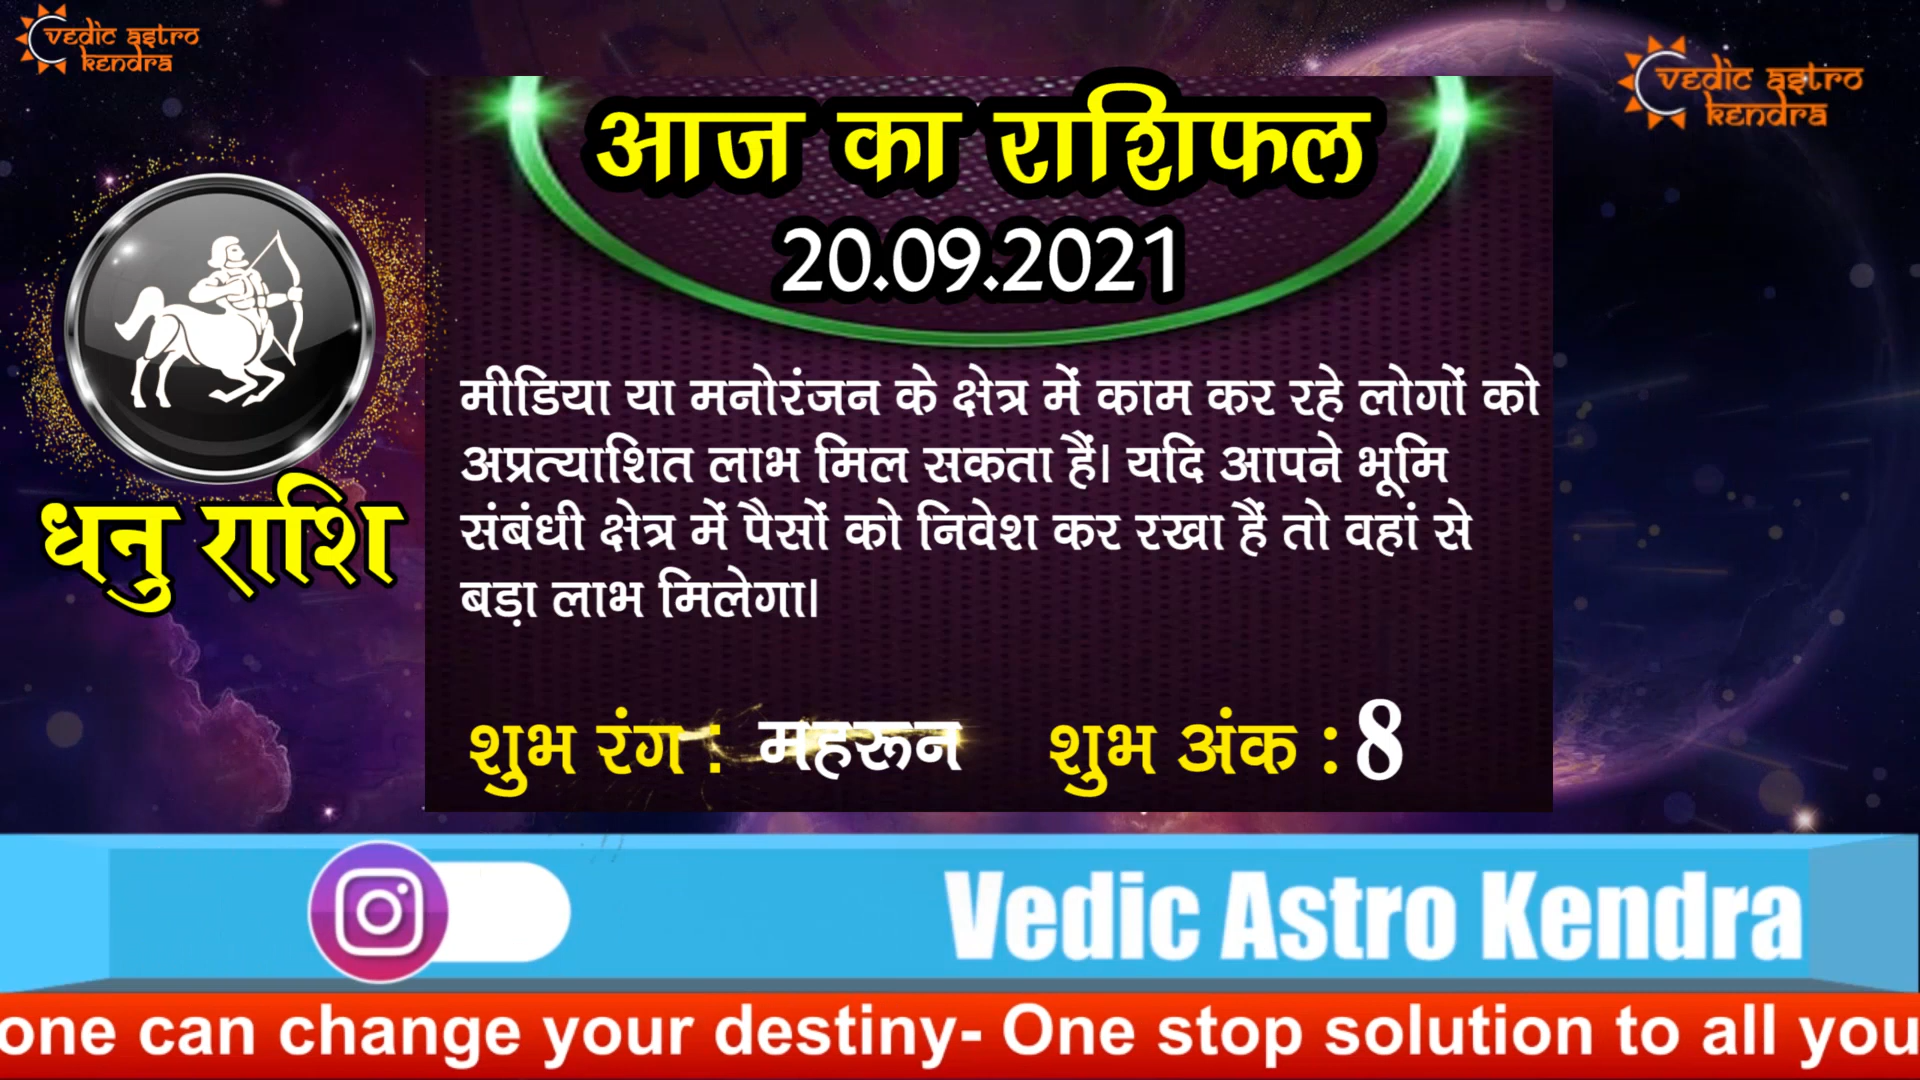 vedic astro
kendra
vedic astro
kendra
आज का राशिफल
20.09.2021
धनु राशि
मीडिया या मनोरंजन के क्षेत्र में काम कर रहे लोगों को
अप्रत्याशित लाभ मिल सकता हैं। यदि आपने भूमि
संबंधी क्षेत्र में पैसों को निवेश कर रखा हैं तो वहां से
बड़ा लाभ मिलेगा।
शुभ रंग : महरून शुभ अंक : 8
Vedic Astro Kendra
one can change your destiny- One stop solution to all you